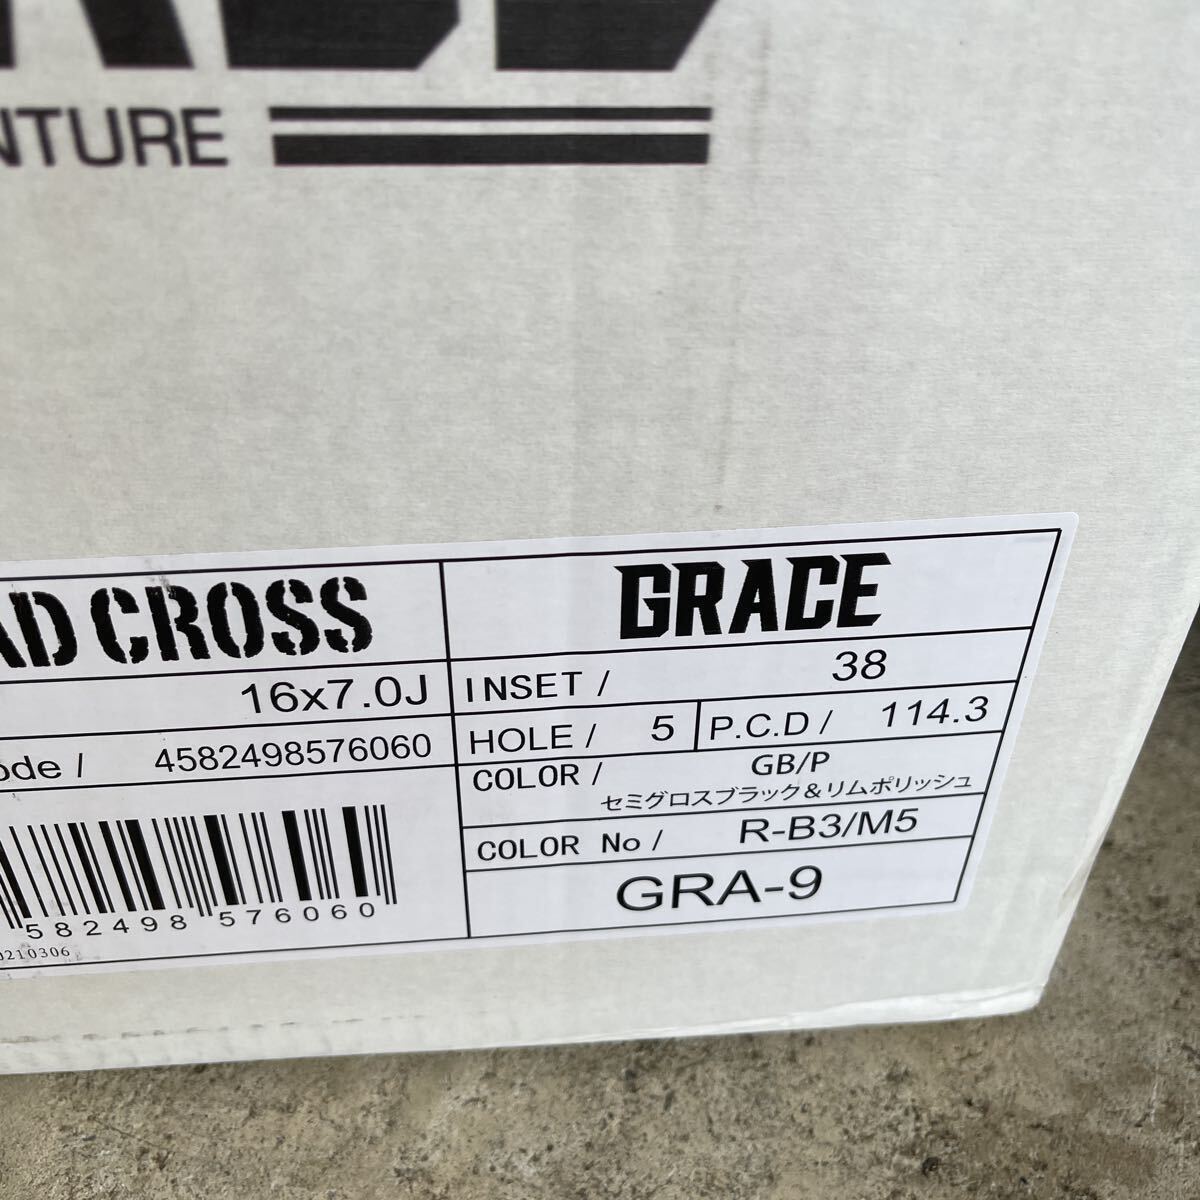 NTURE
AD CROSS
GRACE
16x7.0J
INSET / 38
ode / 4582498576060
HOLE / 5 P.C.D / 114.3
COLOR / GB/P
セミグロスブラック&リムポリッシュ
COLOR No / R-B3/M5
GRA-9
582498 576060
0210306